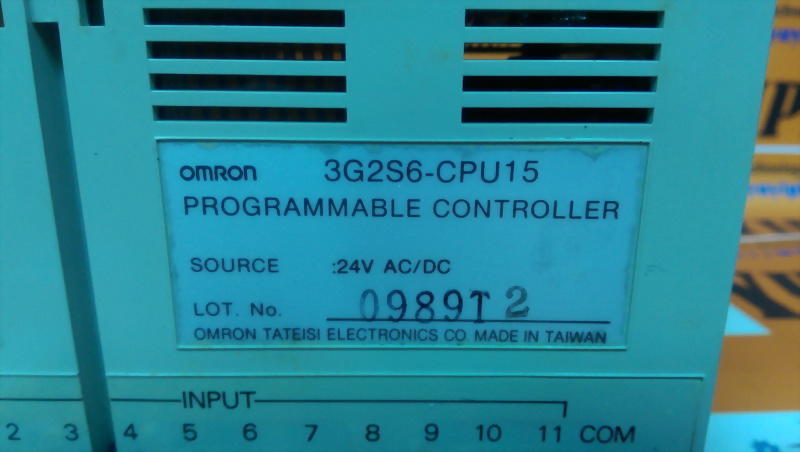 OMRON 3G2S6-CPU15
PROGRAMMABLE CONTROLLER
SOURCE :24V AC/DC
LOT. No. 0989T2
OMRON TATEISI ELECTRONICS CO. MADE IN TAIWAN
INPUT
2 3 4 5 6 7 8 9 10 11 COM